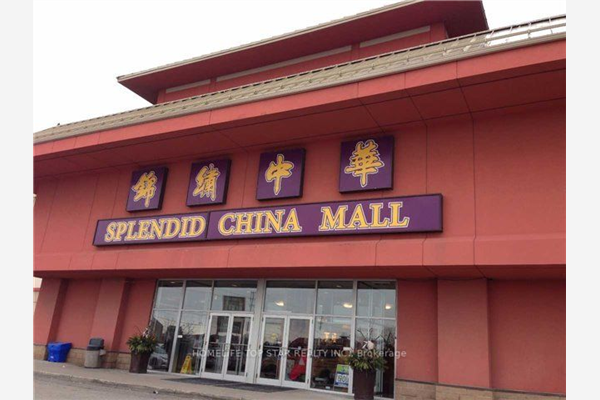 錦繡中華
SPLENDID CHINA MALL
HOMELIFE TOP STAR REALTY INC., Brokerage